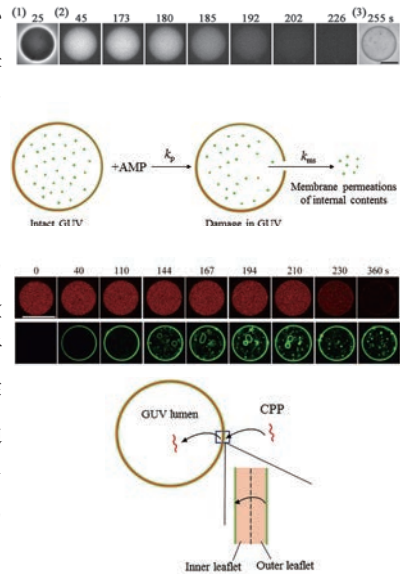 (1) (2) (3)
25 45 173 180 185 192 202 226 255 s
+AMP
kp
kms
Membrane permeations
of internal contents
Intact GUV
Damage in GUV
0 40 110 144 167 194 210 230 360 s
GUV lumen
CPP
Inner leaflet Outer leaflet